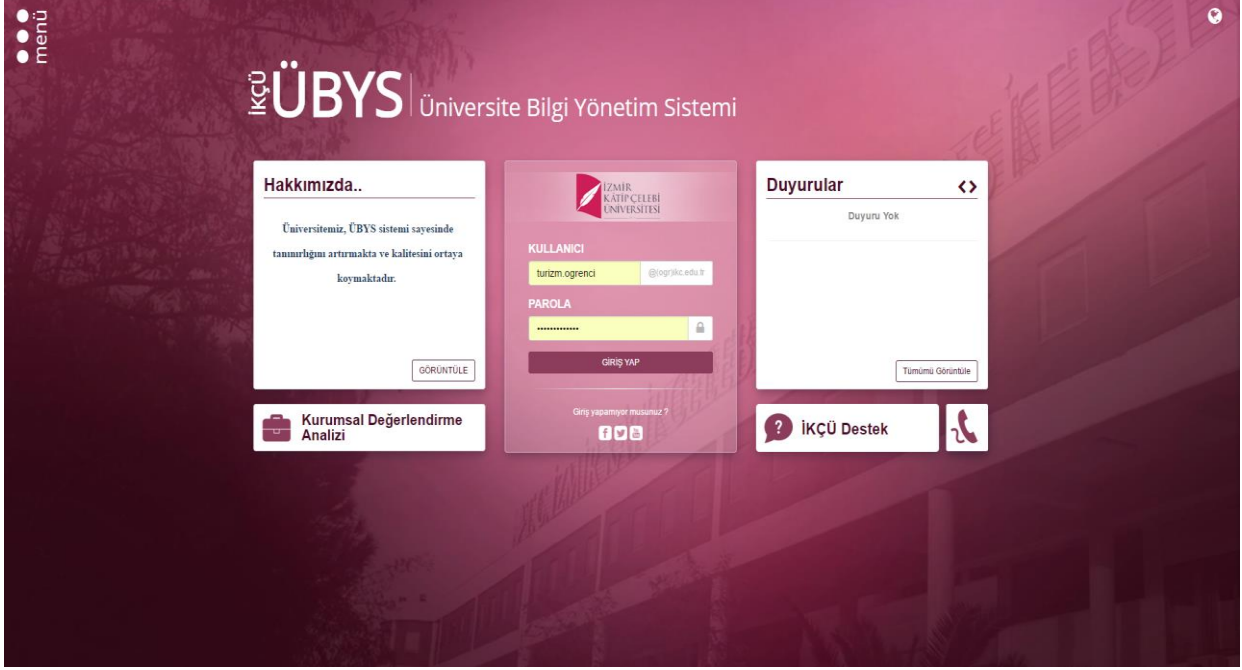 menü
İKÇÜ ÜBYS Üniversite Bilgi Yönetim Sistemi
Hakkımızda..
Üniversitemiz, ÜBYS sistemi sayesinde
tanınırlığını artırmakta ve kalitesini ortaya
koymaktadır.
GÖRÜNTÜLE
Kurumsal Değerlendirme
Analizi
İZMİR
KÂTİP ÇELEBİ
ÜNİVERSİTESİ
KULLANICI
turizm.ogrenci @(ogr)ikc.edu.tr
PAROLA
•••••••••••••
GİRİŞ YAP
Giriş yapamıyor musunuz ?
Duyurular
Duyuru Yok
Tümümü Görüntüle
İKÇÜ Destek